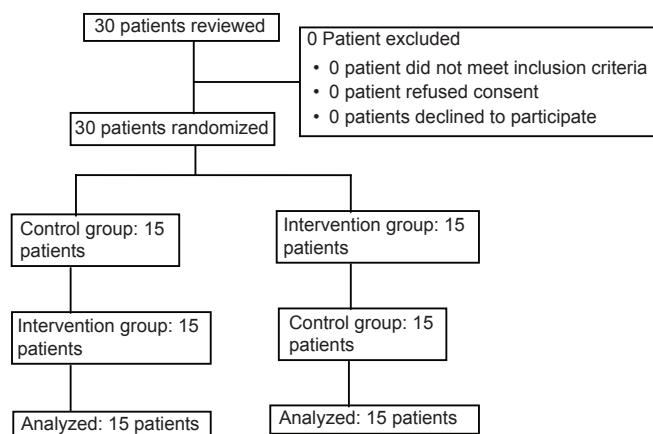 30 patients reviewed
0 Patient excluded
• 0 patient did not meet inclusion criteria
• 0 patient refused consent
• 0 patients declined to participate
30 patients randomized
Control group: 15
patients
Intervention group: 15
patients
Intervention group: 15
patients
Control group: 15
patients
Analyzed: 15 patients
Analyzed: 15 patients